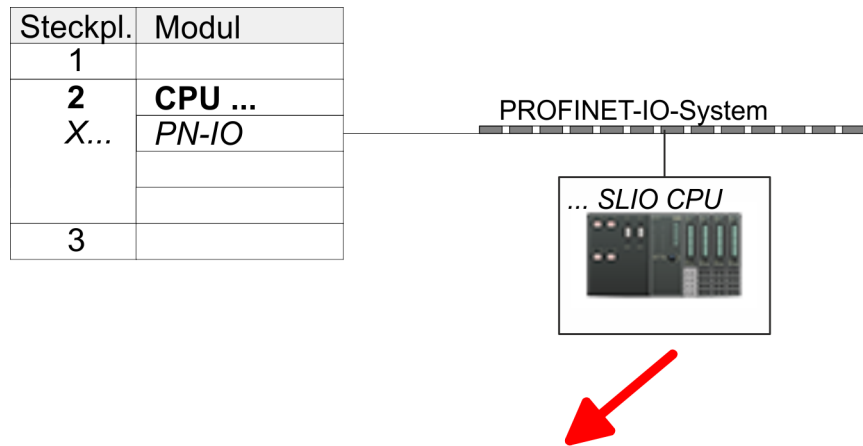 Steckpl. Modul
1
2 CPU ...
X... PN-IO
3
PROFINET-IO-System
... SLIO CPU